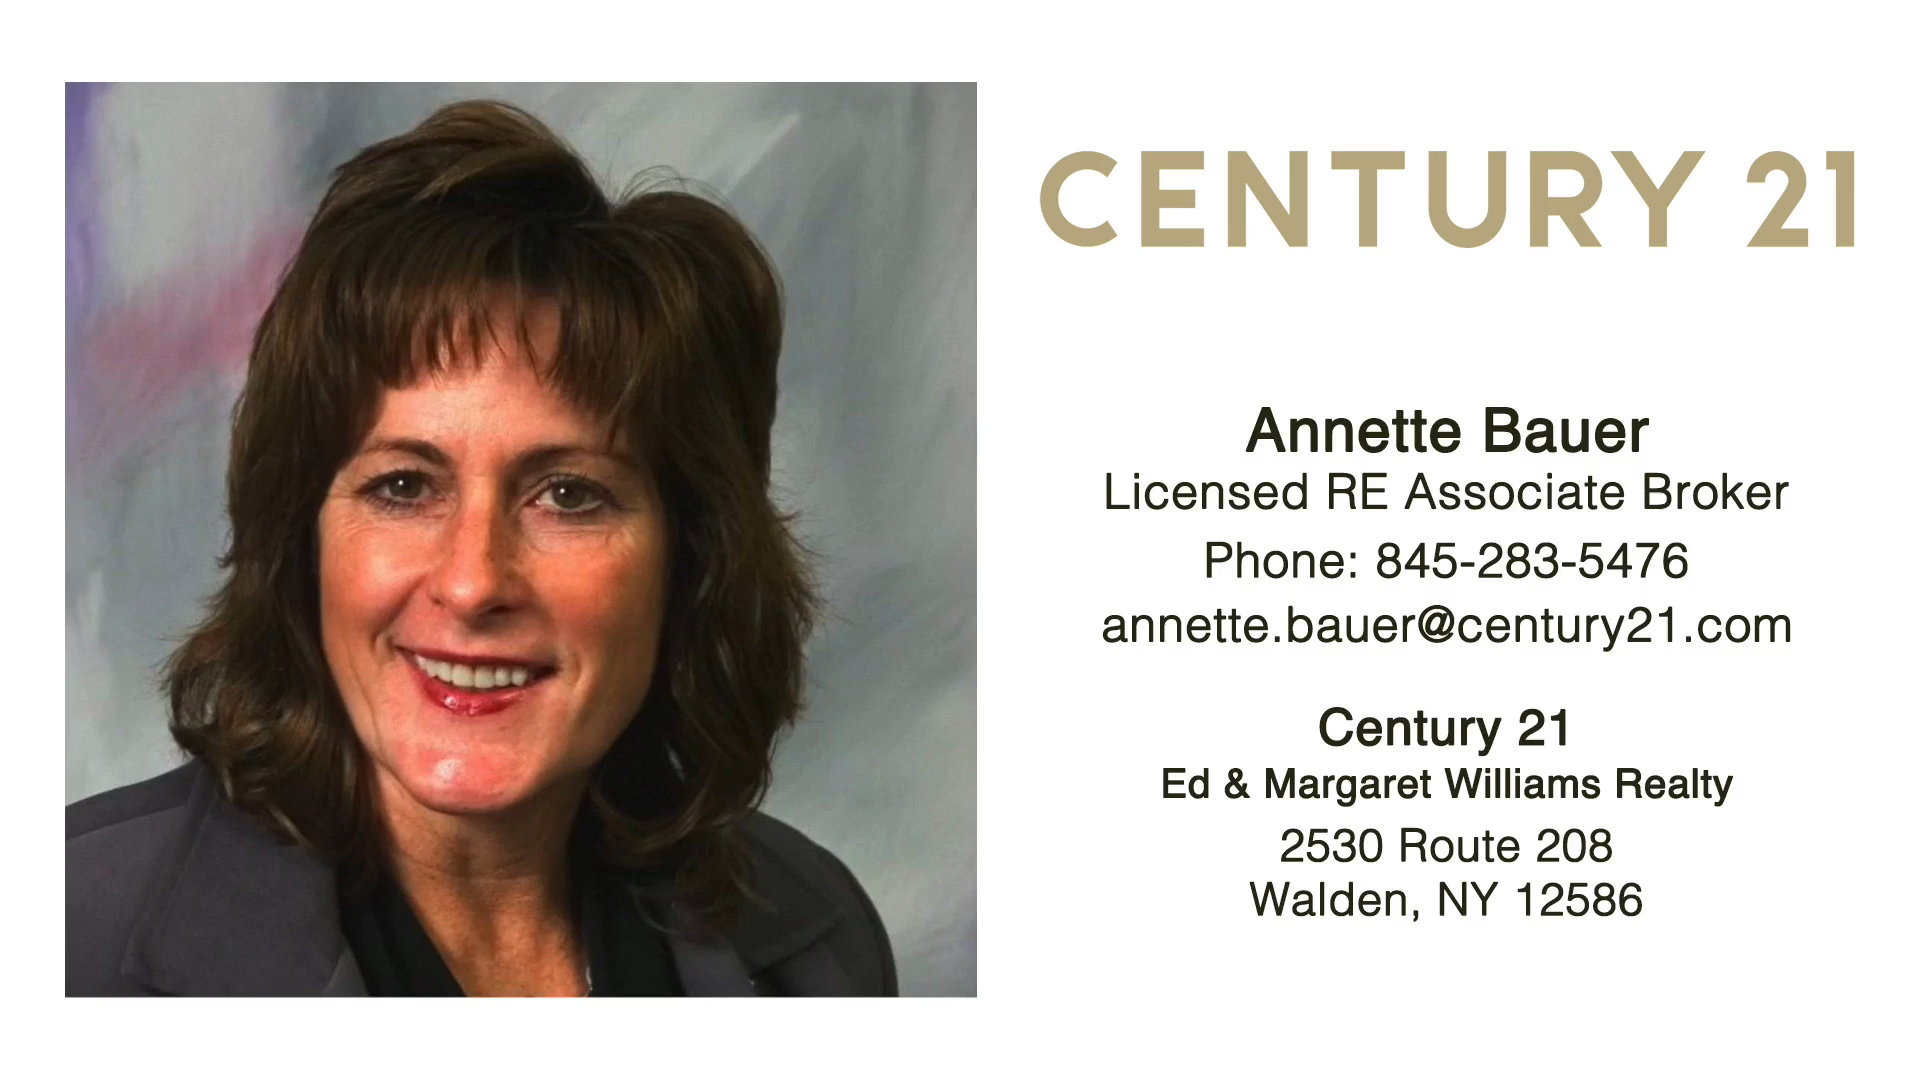 CENTURY 21
Annette Bauer
Licensed RE Associate Broker
Phone: 845-283-5476
annette.bauer@century21.com
Century 21
Ed & Margaret Williams Realty
2530 Route 208
Walden, NY 12586